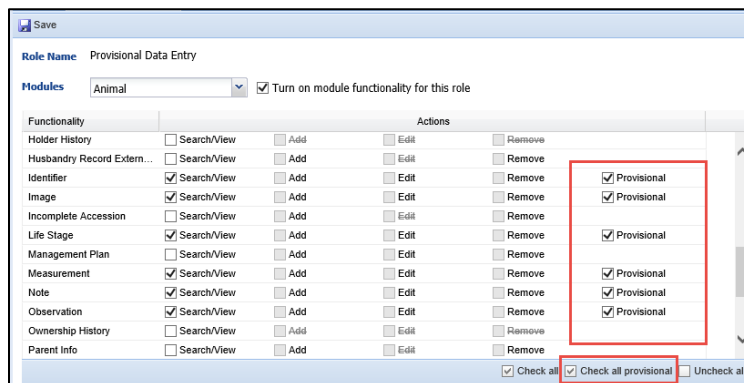 Save
Role Name Provisional Data Entry
Modules Animal Turn on module functionality for this role
Functionality Actions
Holder History Search/View Add Edit Remove
Husbandry Record Extern... Search/View Add Edit Remove
Identifier Search/View Add Edit Remove Provisional
Image Search/View Add Edit Remove Provisional
Incomplete Accession Search/View Add Edit Remove
Life Stage Search/View Add Edit Remove Provisional
Management Plan Search/View Add Edit Remove
Measurement Search/View Add Edit Remove Provisional
Note Search/View Add Edit Remove Provisional
Observation Search/View Add Edit Remove Provisional
Ownership History Search/View Add Edit Remove
Parent Info Search/View Add Edit Remove
Check all Check all provisional Uncheck al